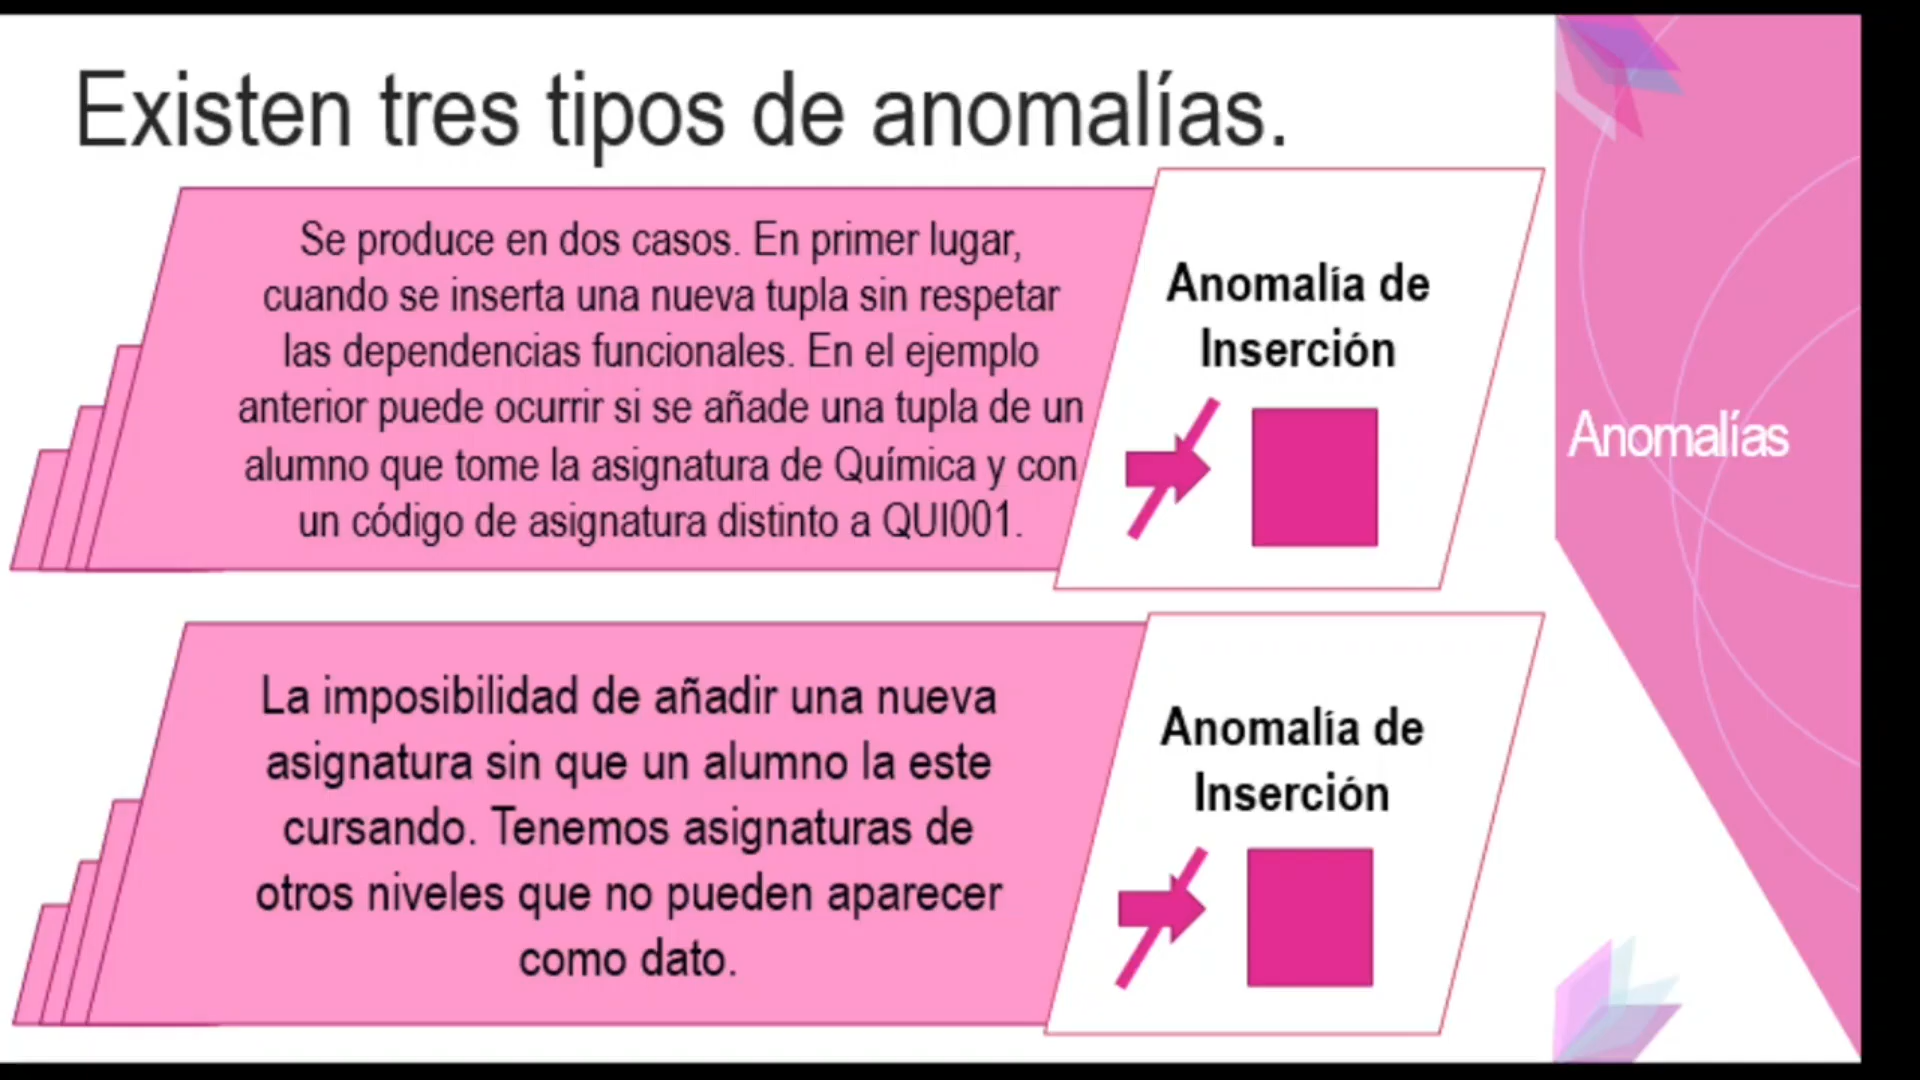 Existen tres tipos de anomalías.
Se produce en dos casos. En primer lugar,
cuando se inserta una nueva tupla sin respetar
las dependencias funcionales. En el ejemplo
anterior puede ocurrir si se añade una tupla de un
alumno que tome la asignatura de Química y con
un código de asignatura distinto a QUI001.
Anomalía de
Inserción
La imposibilidad de añadir una nueva
asignatura sin que un alumno la este
cursando. Tenemos asignaturas de
otros niveles que no pueden aparecer
como dato.
Anomalía de
Inserción
Anomalías